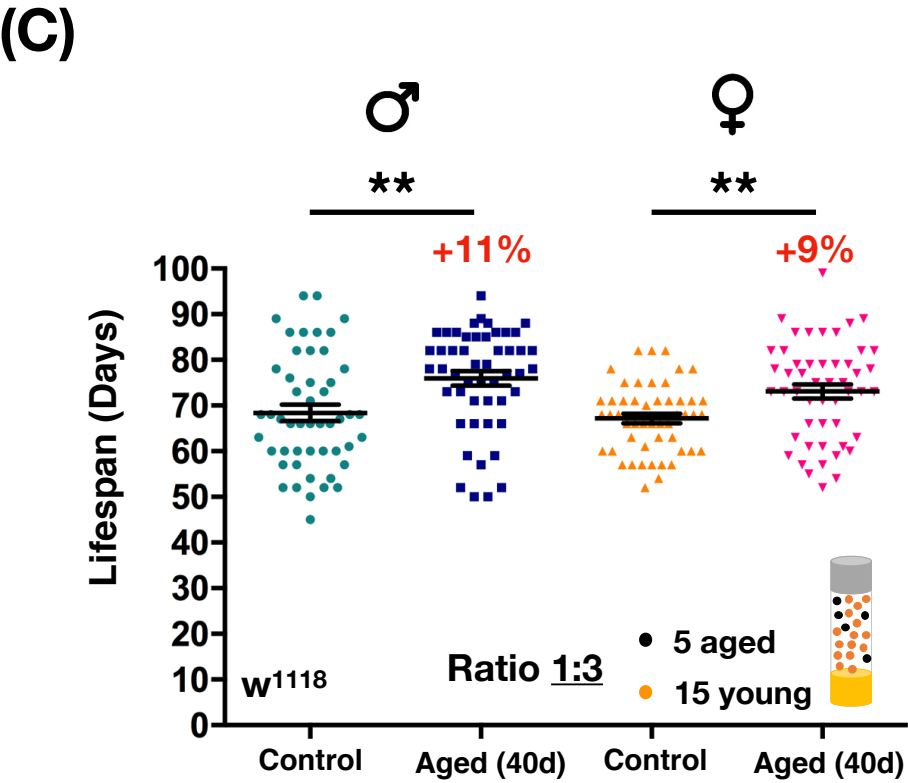 (C)
♂ ♀
** **
+11% +9%
Lifespan (Days)
100
90
80
70
60
50
40
30
20
10
0
5 aged
Ratio 1:3
15 young
w¹¹¹⁸
Control Aged (40d) Control Aged (40d)